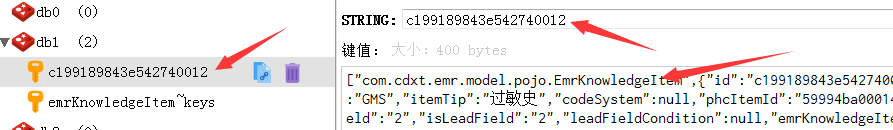 db0  (0)
db1  (2)
c199189843e542740012
emrKnowledgeItem~keys
STRING: c199189843e542740012
键值: 大小: 400 bytes
["com.cdxt.emr.model.pojo.EmrKnowledgeItem",{"id":"c199189843e5427400
:"GMS","itemTip":"过敏史","codeSystem":null,"phcItemId":"59994ba00014
eld":"2","isLeadField":"2","leadFieldCondition":null,"emrKnowledgeIte